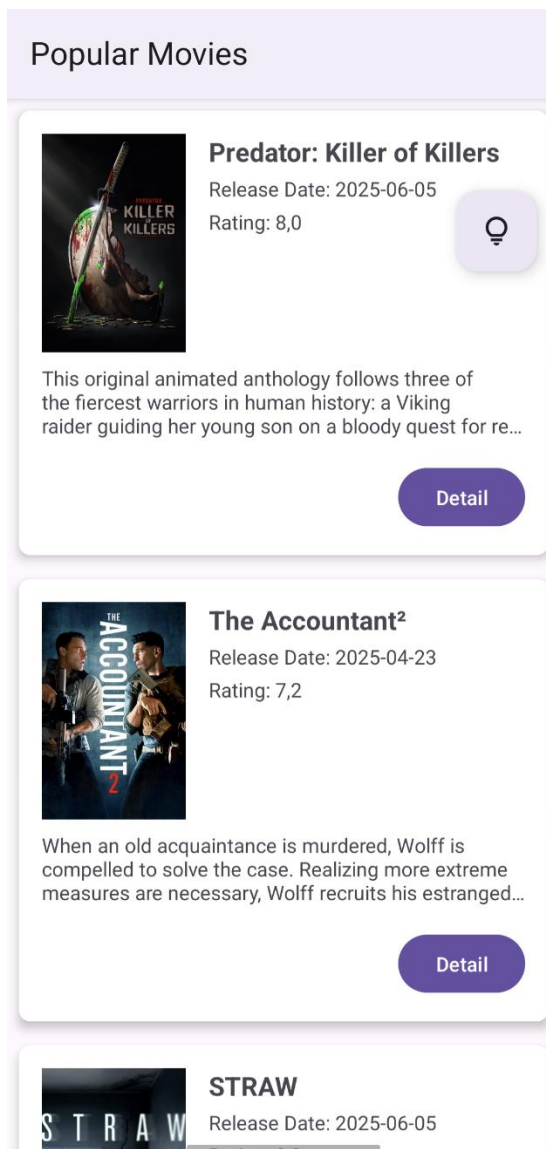 Popular Movies
PREDATOR
KILLER
OF
KILLERS
Predator: Killer of Killers
Release Date: 2025-06-05
Rating: 8,0
This original animated anthology follows three of
the fiercest warriors in human history: a Viking
raider guiding her young son on a bloody quest for re...
Detail
THE
ACCOUNTANT
2
The Accountant²
Release Date: 2025-04-23
Rating: 7,2
When an old acquaintance is murdered, Wolff is
compelled to solve the case. Realizing more extreme
measures are necessary, Wolff recruits his estranged...
Detail
STRAW
STRAW
Release Date: 2025-06-05